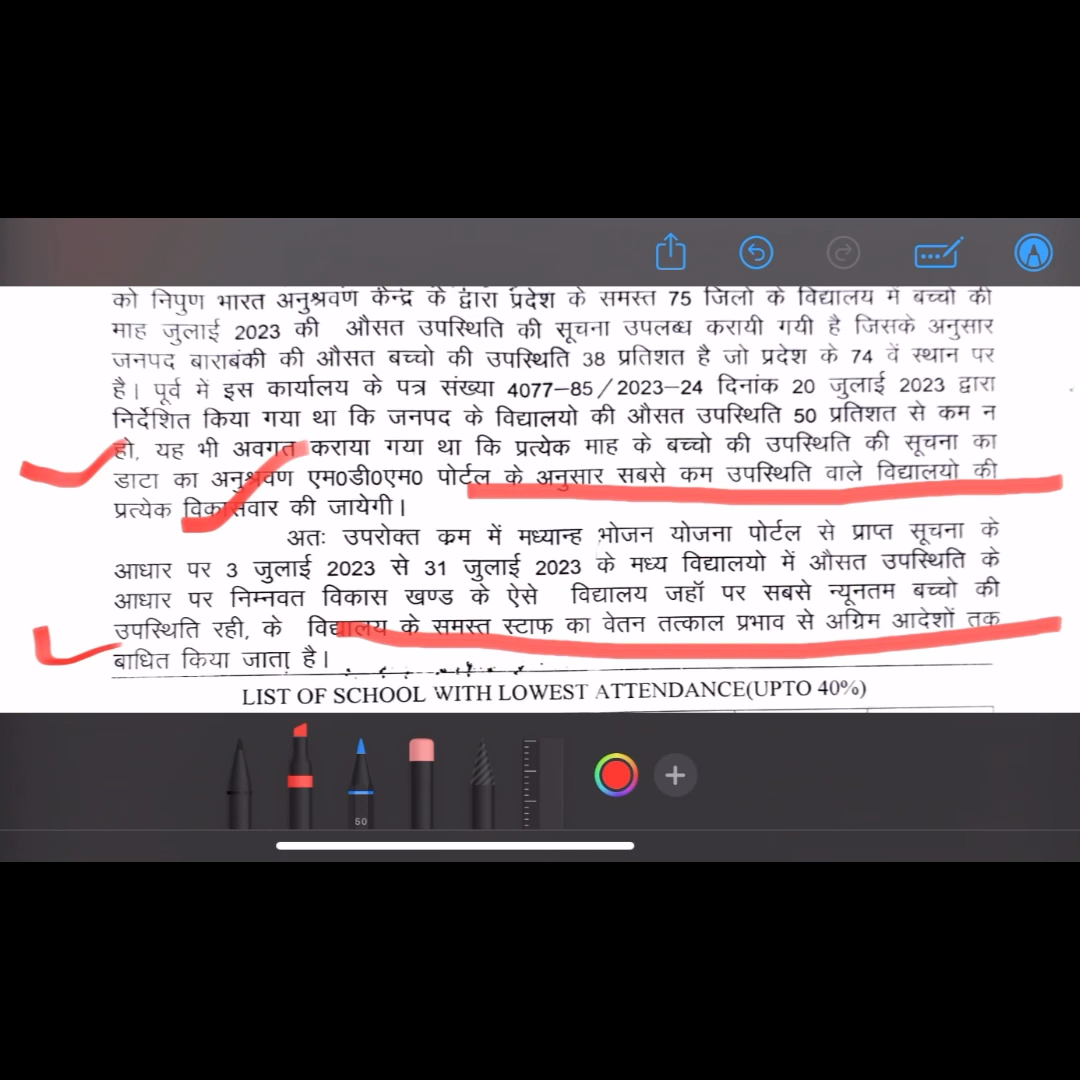 को निपुण भारत अनुश्रवण केन्द्र के द्वारा प्रदेश के समस्त 75 जिलो के विद्यालय में बच्चो की
माह जुलाई 2023 की औसत उपस्थिति की सूचना उपलब्ध करायी गयी है जिसके अनुसार
जनपद बाराबंकी की औसत बच्चो की उपस्थिति 38 प्रतिशत है जो प्रदेश के 74 वें स्थान पर
है। पूर्व में इस कार्यालय के पत्र संख्या 4077–85/2023–24 दिनांक 20 जुलाई 2023 द्वारा
निर्देशित किया गया था कि जनपद के विद्यालयो की औसत उपस्थिति 50 प्रतिशत से कम न
हो, यह भी अवगत कराया गया था कि प्रत्येक माह के बच्चो की उपस्थिति की सूचना का
डाटा का अनुश्रवण एम0डी0एम0 पोर्टल के अनुसार सबसे कम उपस्थिति वाले विद्यालयो की
प्रत्येक विकासवार की जायेगी।
अतः उपरोक्त क्रम में मध्यान्ह भोजन योजना पोर्टल से प्राप्त सूचना के
आधार पर 3 जुलाई 2023 से 31 जुलाई 2023 के मध्य विद्यालयो में औसत उपस्थिति के
आधार पर निम्नवत विकास खण्ड के ऐसे विद्यालय जहॉ पर सबसे न्यूनतम बच्चो की
उपस्थिति रही, के विद्यालय के समस्त स्टाफ का वेतन तत्काल प्रभाव से अग्रिम आदेशों तक
बाधित किया जाता है।
LIST OF SCHOOL WITH LOWEST ATTENDANCE(UPTO 40%)
50